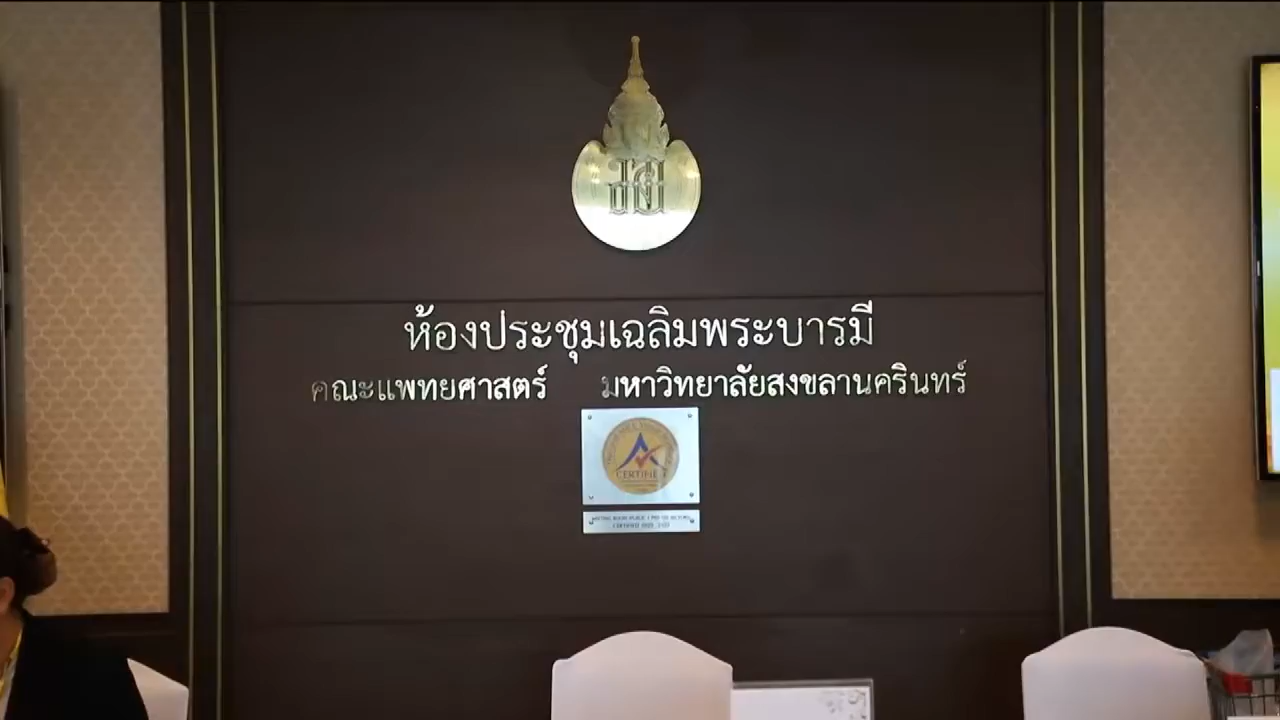 ห้องประชุมเฉลิมพระบารมี
คณะแพทยศาสตร์ มหาวิทยาลัยสงขลานครินทร์
CERTIFIED